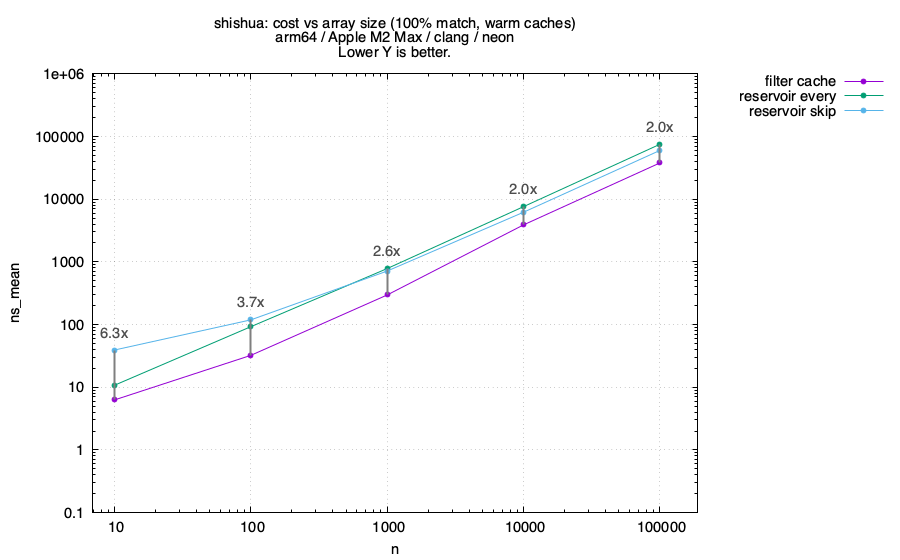 shishua: cost vs array size (100% match, warm caches)
arm64 / Apple M2 Max / clang / neon
Lower Y is better.
filter cache
reservoir every
reservoir skip
1e+06
100000
10000
1000
100
10
1
0.1
ns_mean
6.3x
3.7x
2.6x
2.0x
2.0x
10
100
1000
10000
100000
n